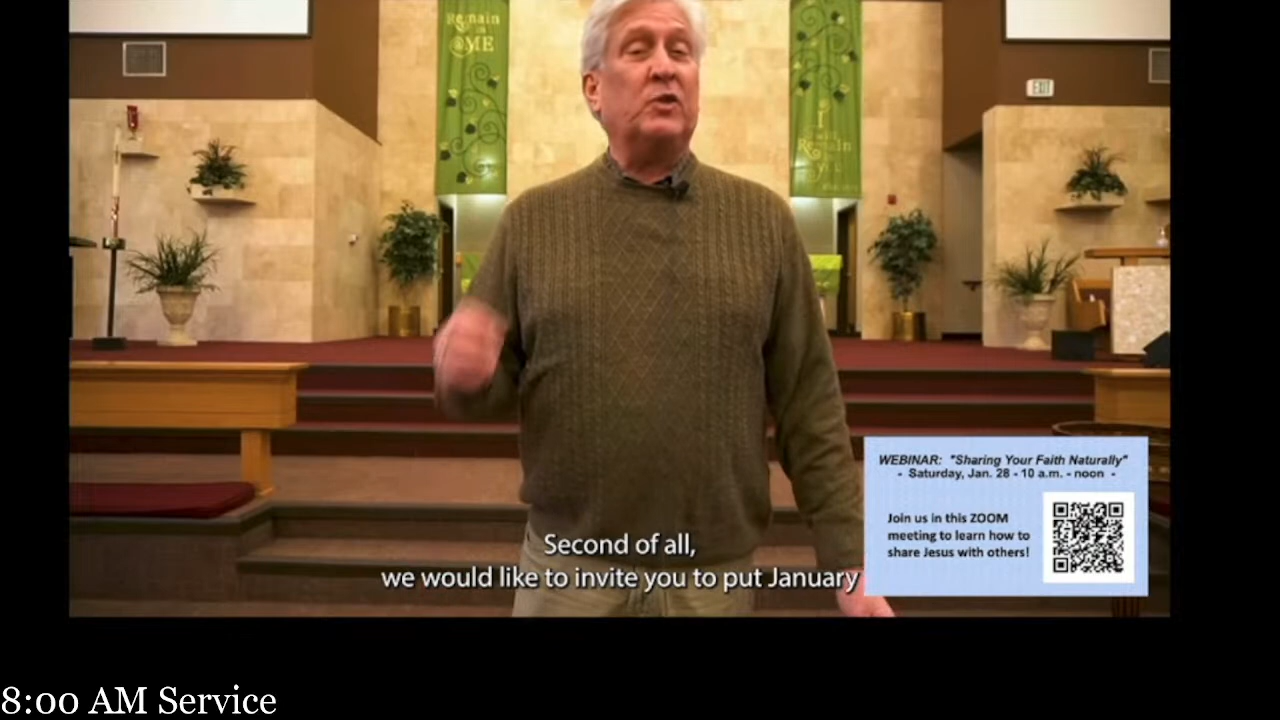 Remain
in
ME
EXIT
I
will
Remain
in
WEBINAR: "Sharing Your Faith Naturally"
- Saturday, Jan. 28 - 10 a.m. - noon -
Join us in this ZOOM
meeting to learn how to
share Jesus with others!
Second of all,
we would like to invite you to put January
8:00 AM Service